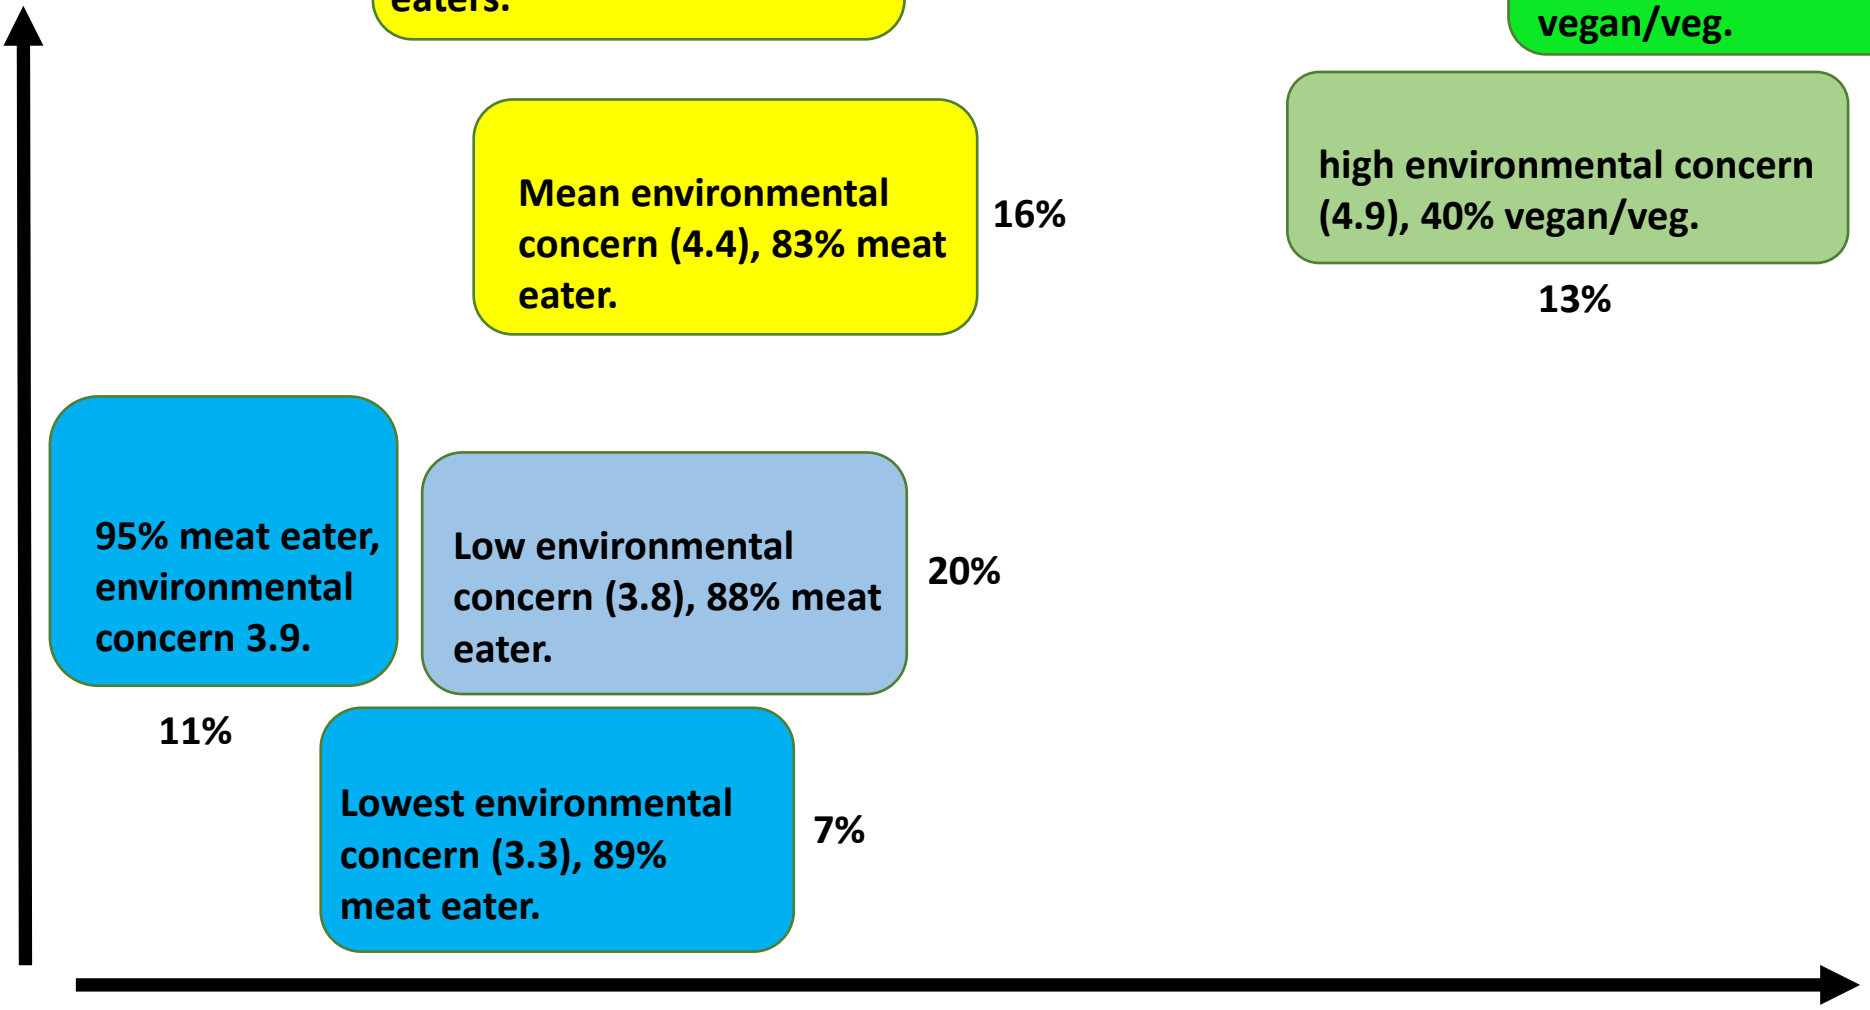 eaters.
vegan/veg.
Mean environmental
concern (4.4), 83% meat
eater.
16%
high environmental concern
(4.9), 40% vegan/veg.
13%
95% meat eater,
environmental
concern 3.9.
11%
Low environmental
concern (3.8), 88% meat
eater.
20%
Lowest environmental
concern (3.3), 89%
meat eater.
7%